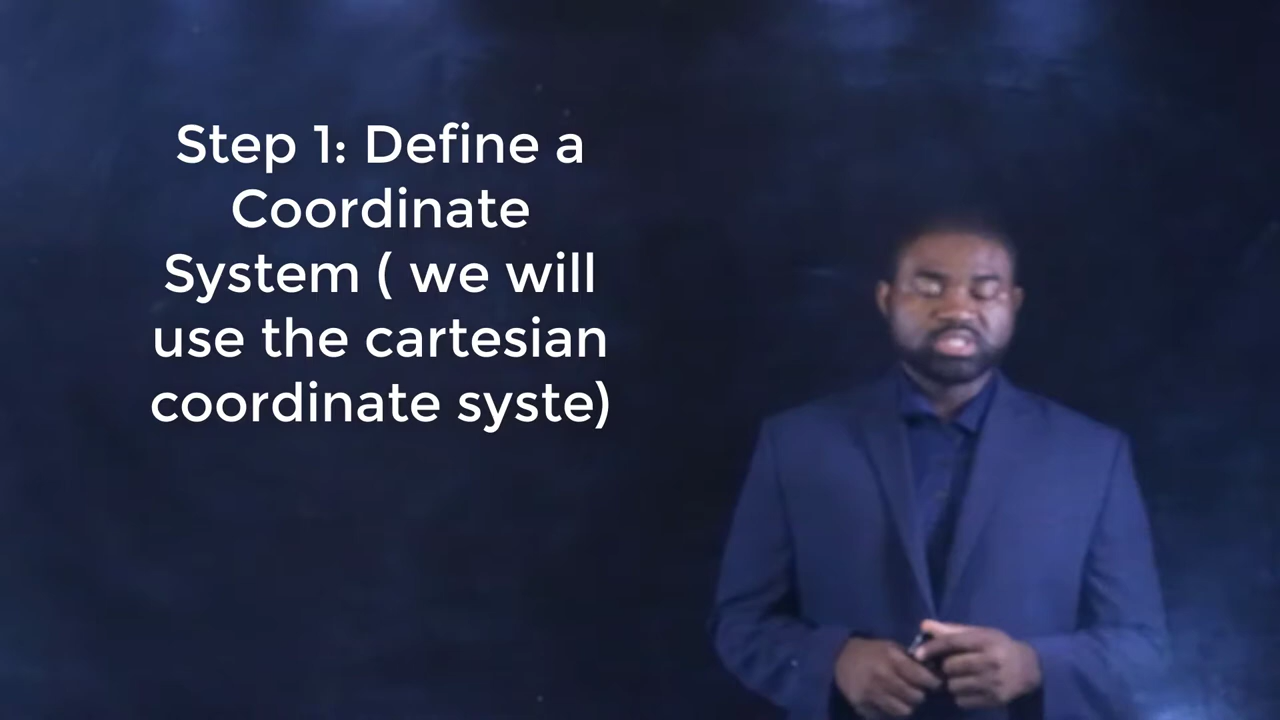 Step 1: Define a
Coordinate
System ( we will
use the cartesian
coordinate syste)